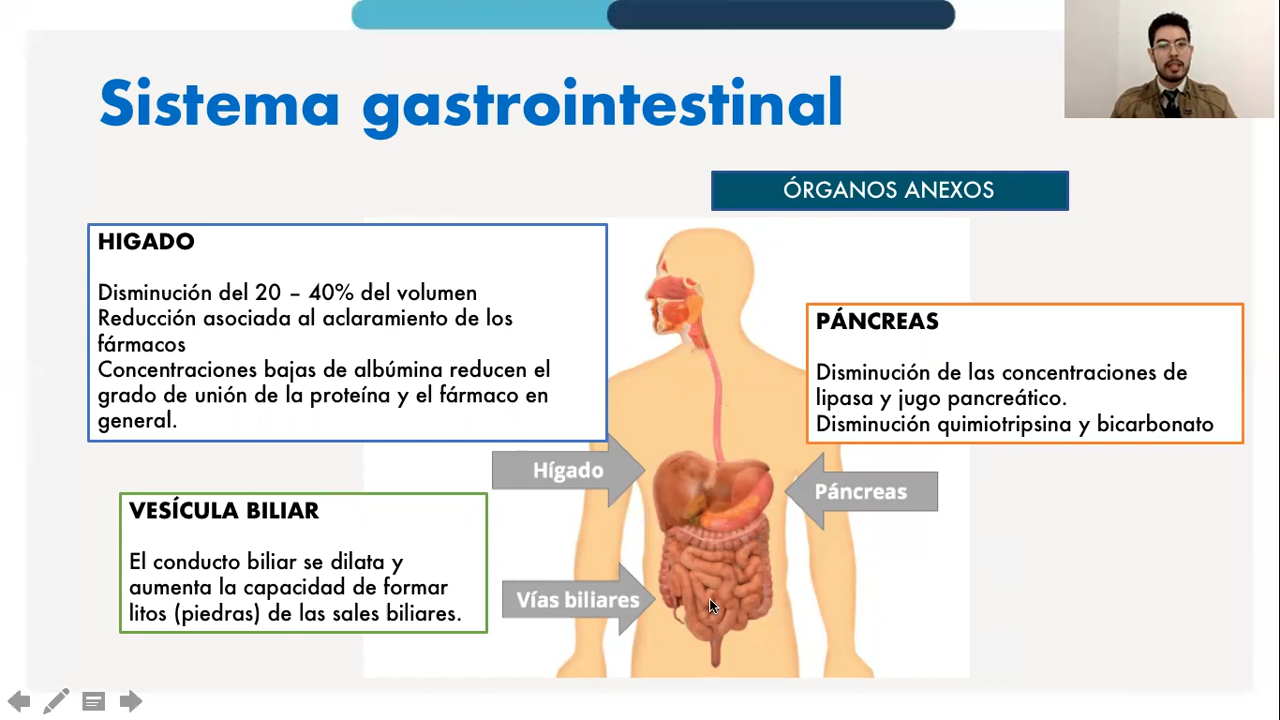 Sistema gastrointestinal
ÓRGANOS ANEXOS
HIGADO
Disminución del 20 – 40% del volumen
Reducción asociada al aclaramiento de los
fármacos
Concentraciones bajas de albúmina reducen el
grado de unión de la proteína y el fármaco en
general.
PÁNCREAS
Disminución de las concentraciones de
lipasa y jugo pancreático.
Disminución quimiotripsina y bicarbonato
Hígado
Páncreas
VESÍCULA BILIAR
El conducto biliar se dilata y
aumenta la capacidad de formar
litos (piedras) de las sales biliares.
Vías biliares